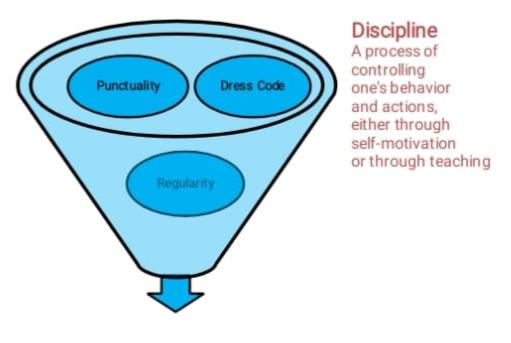 Discipline
A process of
controlling
one's behavior
and actions,
either through
self-motivation
or through teaching
Punctuality
Dress Code
Regularity